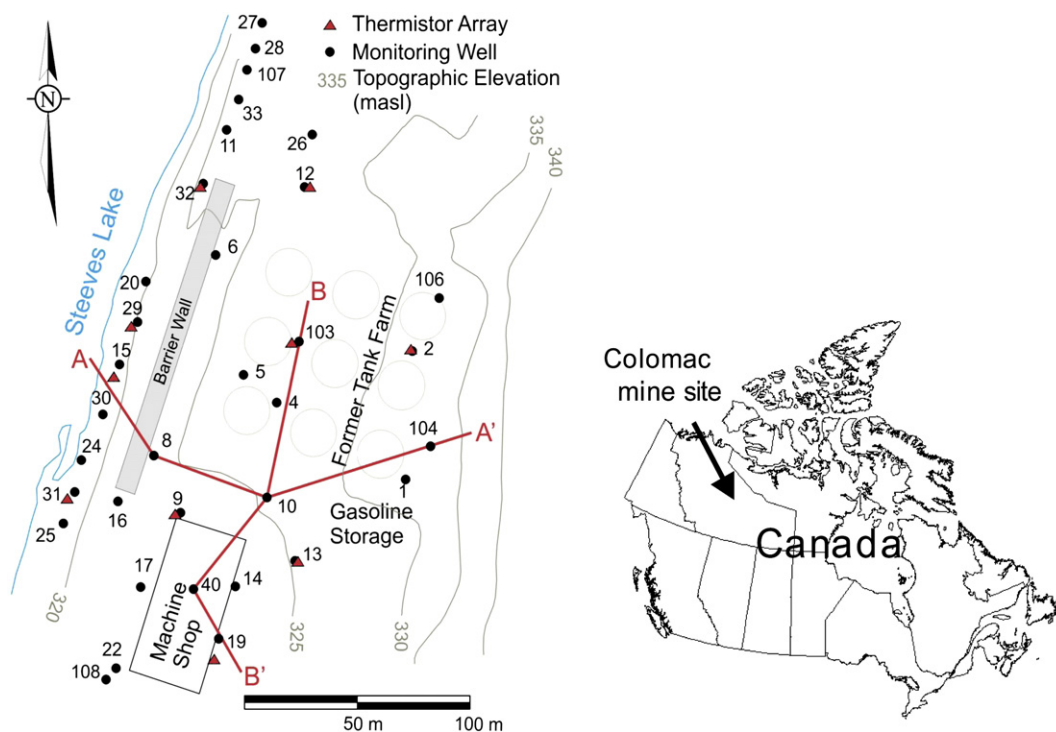 27
Thermistor Array
28
Monitoring Well
107
335 Topographic Elevation
(masl)
N
33
11
26
335
340
12
32
Steeves Lake
6
20
106
B
29
103
Barrier Wall
Former Tank Farm
2
15
A
5
4
30
104
A'
8
24
1
10
31
9
Gasoline
Storage
16
25
13
17
40
14
320
Machine
Shop
325
330
19
22
108
B'
50 m
100 m
Colomac
mine site
Canada